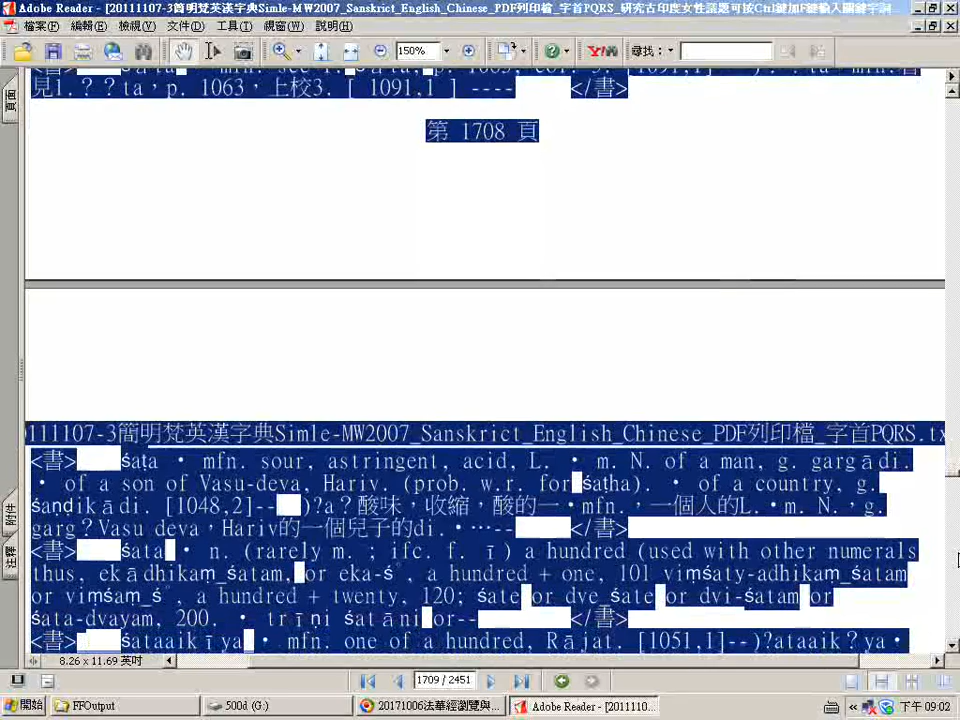 Adobe Reader - [20111107-3簡明梵英漢字典Simle-MW2007_Sanskrict_English_Chinese_PDF列印檔_字首PQRS_研究古印度女性議題可按Ctrl鍵加F鍵輸入關鍵字詞
檔案(F) 編輯(E) 檢視(V) 文件(D) 工具(T) 視窗(W) 說明(H)
150% Y! 尋找：
頁面
見1.？？ta，p. 1063，上校3. [ 1091,1 ] ---- </書>
第 1708 頁
111107-3簡明梵英漢字典Simle-MW2007_Sanskrict_English_Chinese_PDF列印檔_字首PQRS.tx
<書> śaṭa • mfn. sour, astringent, acid, L. • m. N. of a man, g. gargādi.
• of a son of Vasu-deva, Hariv. (prob. w.r. for śaṭha). • of a country, g.
śaṇḍikādi. [1048,2]-- )?a？酸味，收縮，酸的一•mfn.，一個人的L.•m. N.，g.
garg？Vasu deva，Hariv的一個兒子的di. •…-- </書>
附件
<書> śata • n. (rarely m. ; ifc. f. ī) a hundred (used with other numerals
注釋
thus, ekādhikaṃ_śatam, or eka-ś°, a hundred + one, 101 viṃśaty-adhikaṃ_śatam
or viṃśaṃ_ś°, a hundred + twenty, 120; śate or dve śate or dvi-śatam or
śata-dvayam, 200. • trīṇi śatāni or-- </書>
<書> śataaikīya • mfn. one of a hundred, Rājat. [1051,1]--)?ataaik？ya•
8.26 x 11.69 英吋
1709 / 2451
開始 FFOutput 500d (G:) 20171006法華經瀏覽與... Adobe Reader - [2011110... 下午 09:02